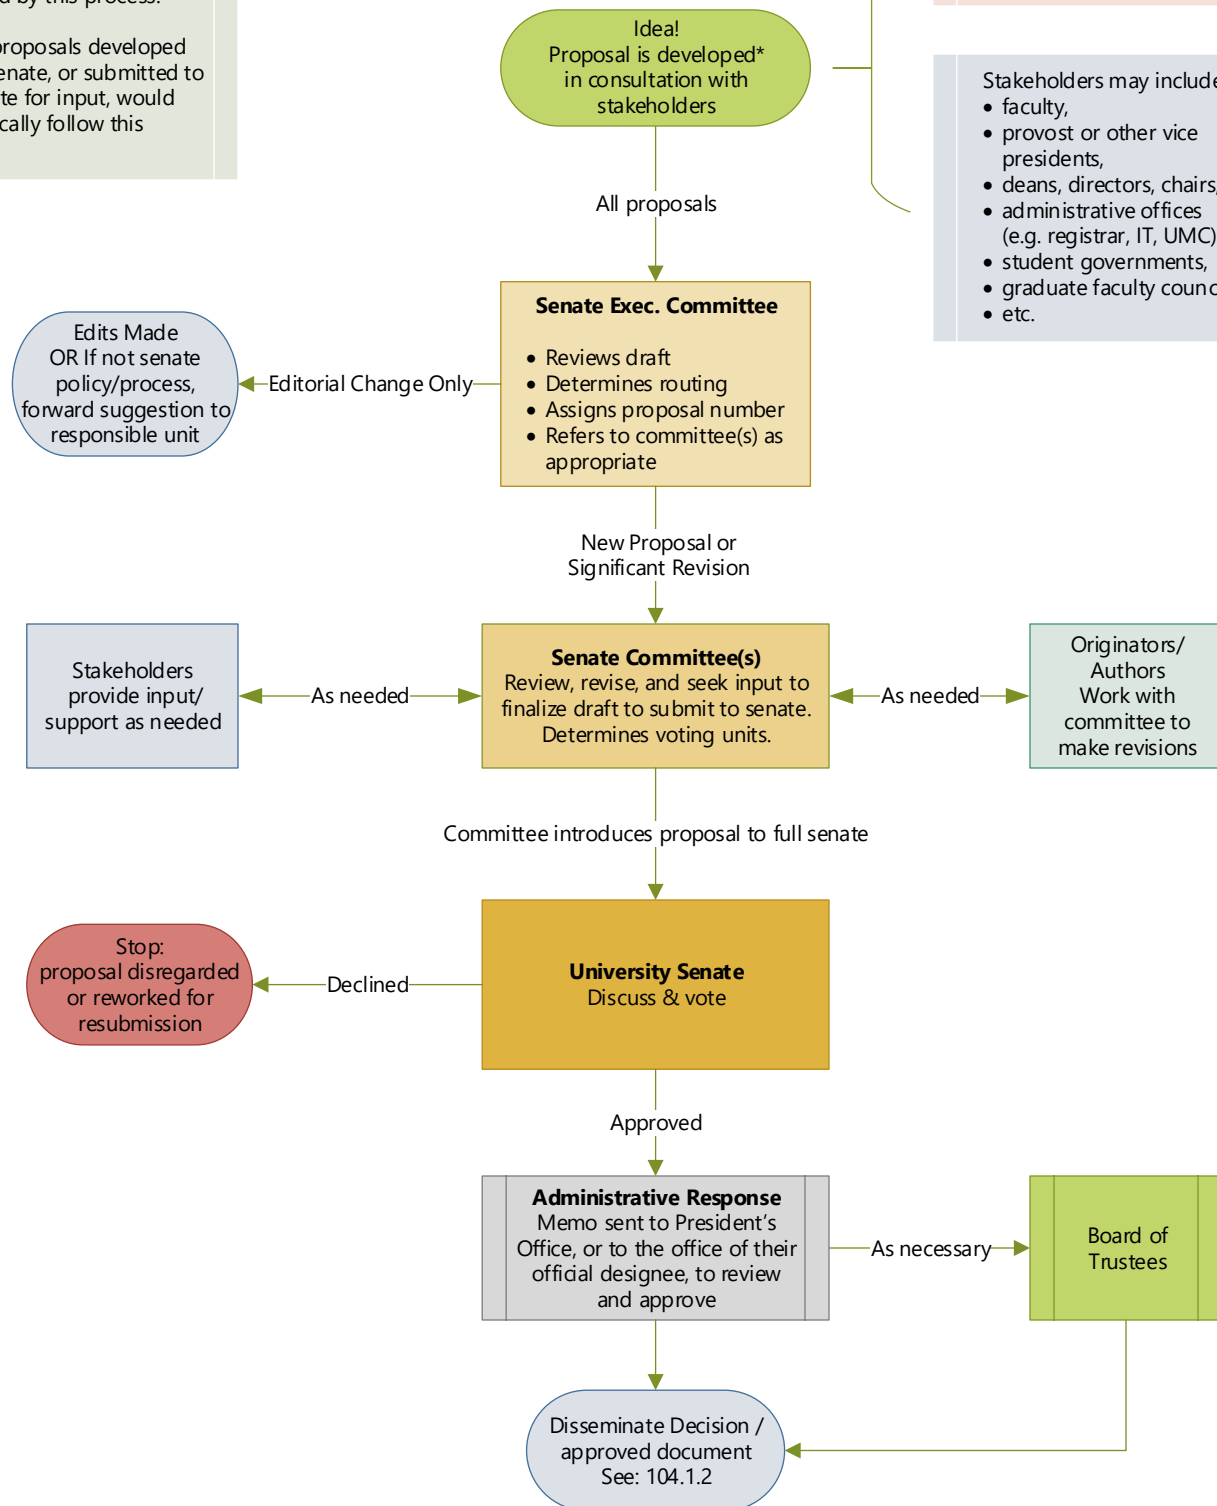 by this process.
proposals developed
or submitted to
for input, would
follow this
Idea!
Proposal is developed*
in consultation with
stakeholders
Stakeholders may include
• faculty,
• provost or other vice
presidents,
• deans, directors, chairs,
• administrative offices
(e.g. registrar, IT, UMC)
• student governments,
• graduate faculty
• etc.
All proposals
Senate Exec. Committee
• Reviews draft
• Determines routing
• Assigns proposal number
• Refers to committee(s) as
appropriate
Editorial Change Only
Edits Made
OR If not senate
policy/process,
forward suggestion to
responsible unit
New Proposal or
Significant Revision
Stakeholders
provide input/
support as needed
As needed
Senate Committee(s)
Review, revise, and seek input to
finalize draft to submit to senate.
Determines voting units.
As needed
Originators/
Authors
Work with
committee to
make revisions
Committee introduces proposal to full senate
Stop:
proposal disregarded
or reworked for
resubmission
Declined
University Senate
Discuss & vote
Approved
Administrative Response
Memo sent to President’s
Office, or to the office of their
official designee, to review
and approve
As necessary
Board of
Trustees
Disseminate Decision /
approved document
See: 104.1.2